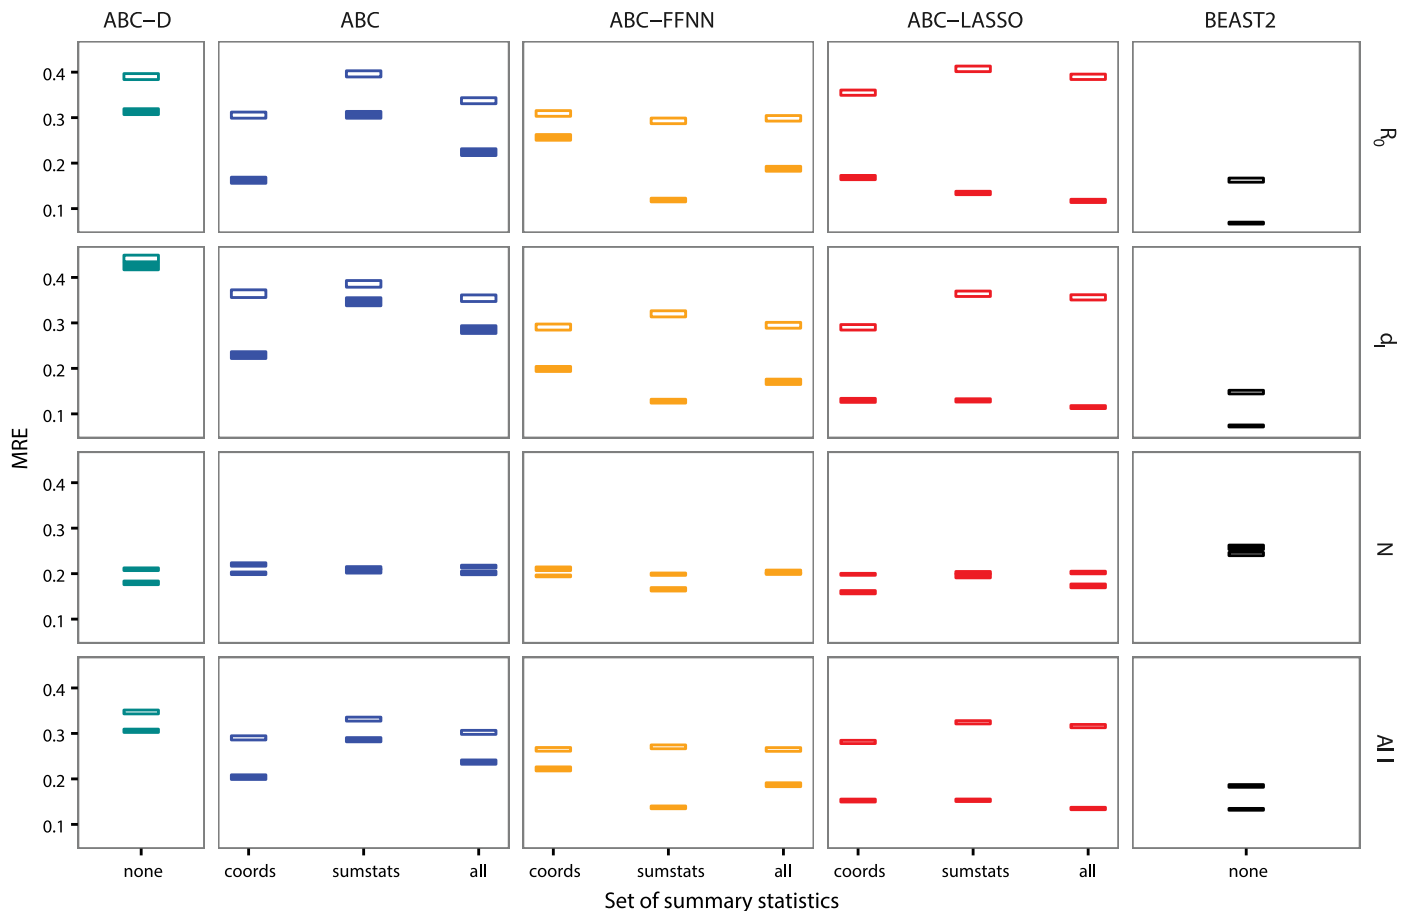 ABC–D ABC ABC–FFNN ABC–LASSO BEAST2
0.4
0.3
0.2
0.1
R0
0.4
0.3
0.2
0.1
dI
MRE
0.4
0.3
0.2
0.1
N
0.4
0.3
0.2
0.1
All
none coords sumstats all coords sumstats all coords sumstats all none
Set of summary statistics